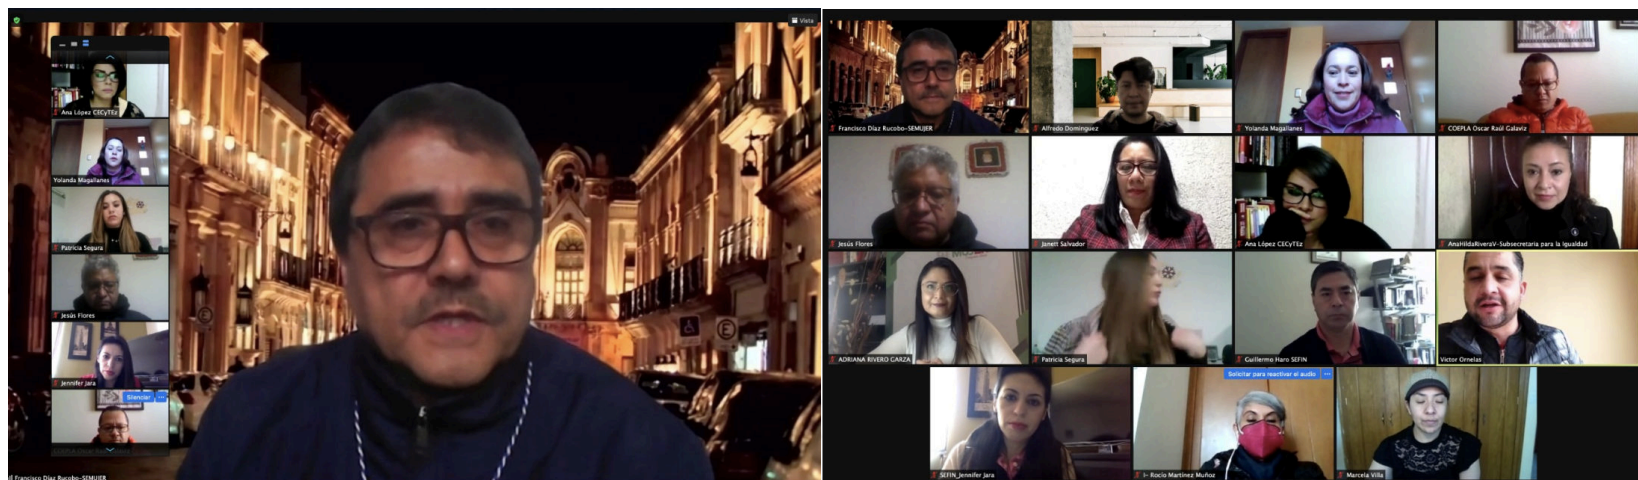 Vista
Ana López CECyTEz
Yolanda Magallanes
Patricia Segura
Jesús Flores
Jennifer Jara
Silenciar
Francisco Díaz Rucobo-SEMUJER
Francisco Díaz Rucobo-SEMUJER
Alfredo Dominguez
Yolanda Magallanes
COEPLA Oscar Raúl Galaviz
Jesús Flores
Janett Salvador
Ana López CECyTEz
AnaHildaRiveraV-Subsecretaria para la igualdad
ADRIANA RIVERO GARZA
Patricia Segura
Guillermo Haro SEFIN
Victor Ornelas
Solicitar para reactivar el audio
SEFIN_Jennifer Jara
I- Rocío Martínez Muñoz
Marcela Villa